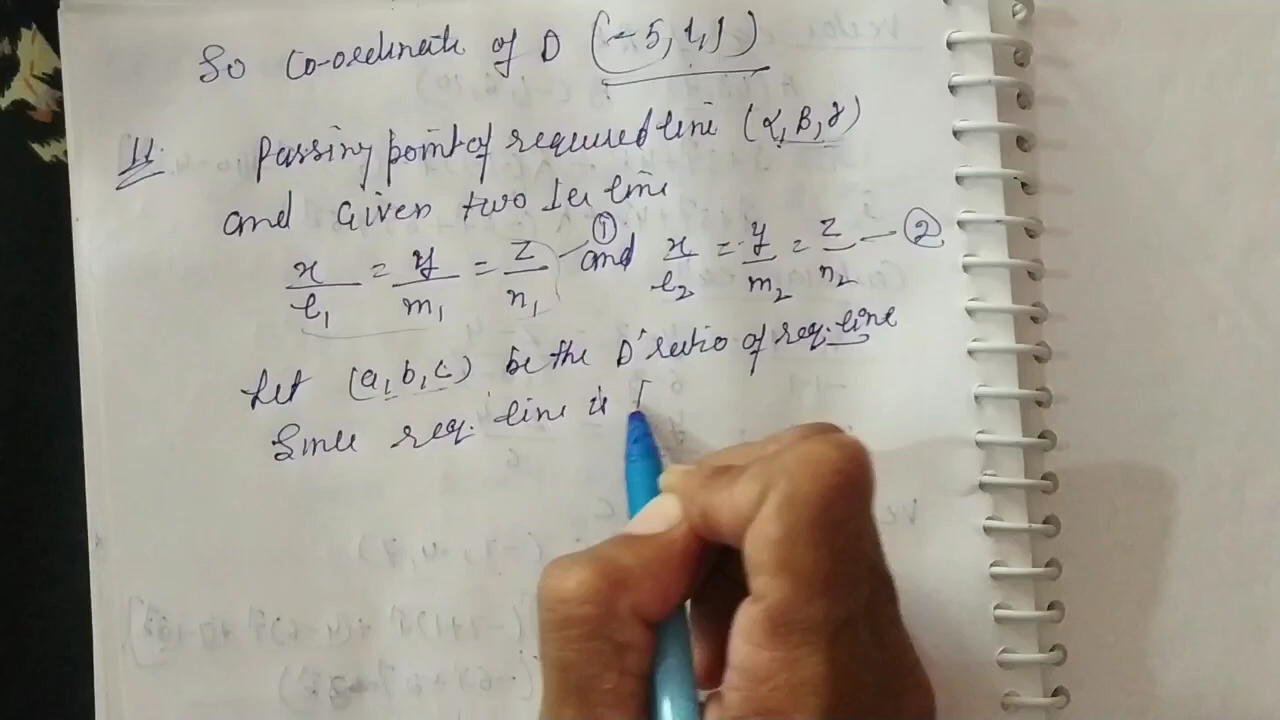 So Co-ordinate of D (-5, 1, 1)
11. Passing point of required line (α, β, γ)
and Given two ⊥er line
x/l₁ = y/m₁ = z/n₁ — ① and x/l₂ = y/m₂ = z/n₂ — ②
Let (a, b, c) be the D'ratio of req. line
Since req. line is